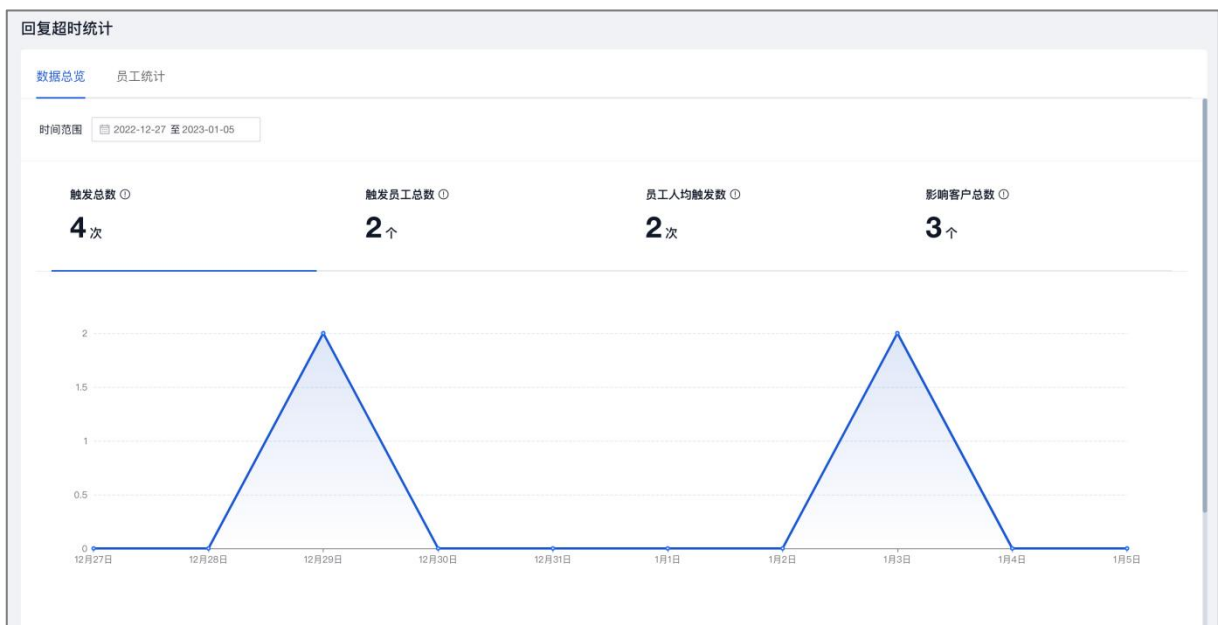 回复超时统计
数据总览 员工统计
时间范围 2022-12-27 至 2023-01-05
触发总数 触发员工总数 员工人均触发数 影响客户总数
4 次 2 个 2 次 3 个
2
1.5
1
0.5
0
12月27日 12月28日 12月29日 12月30日 12月31日 1月1日 1月2日 1月3日 1月4日 1月5日